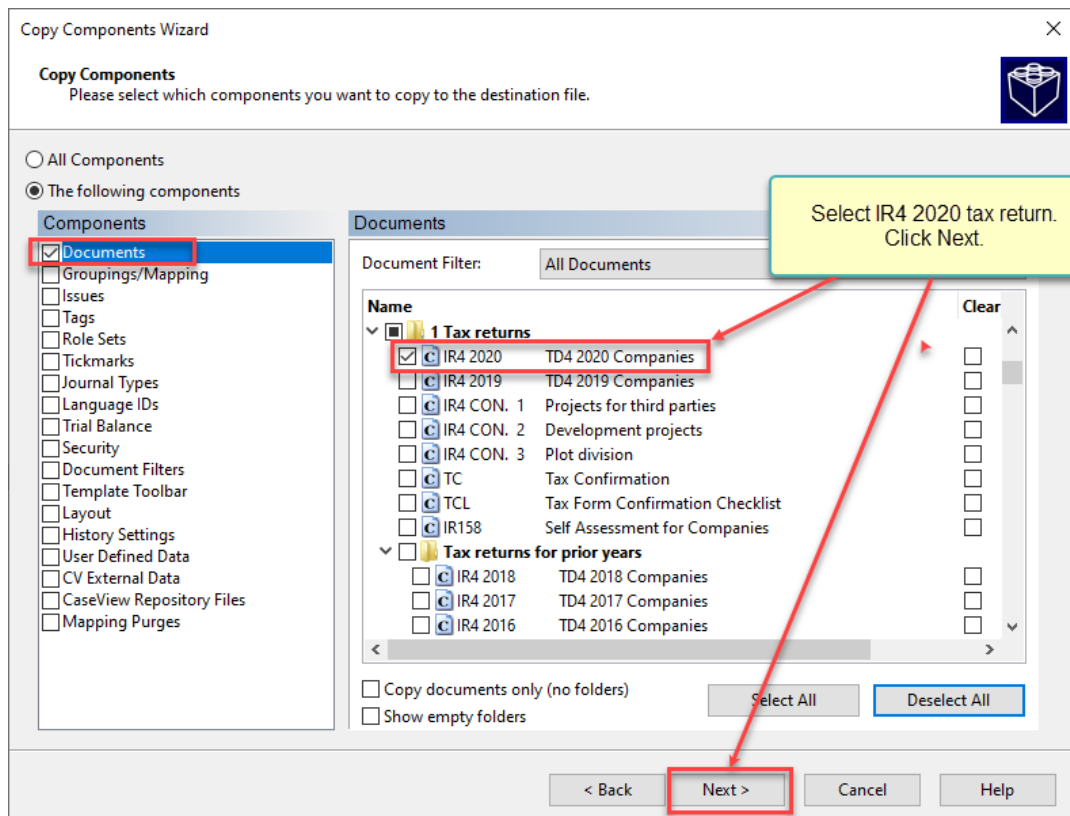 Copy Components Wizard
Copy Components
Please select which components you want to copy to the destination file.
All Components
The following components
Select IR4 2020 tax return.
Click Next.
Components
Documents
Groupings/Mapping
Issues
Tags
Role Sets
Tickmarks
Journal Types
Language IDs
Trial Balance
Security
Document Filters
Template Toolbar
Layout
History Settings
User Defined Data
CV External Data
CaseView Repository Files
Mapping Purges
Documents
Document Filter: All Documents
Name Clear
1 Tax returns
C IR4 2020 TD4 2020 Companies
C IR4 2019 TD4 2019 Companies
C IR4 CON. 1 Projects for third parties
C IR4 CON. 2 Development projects
C IR4 CON. 3 Plot division
C TC Tax Confirmation
C TCL Tax Form Confirmation Checklist
C IR158 Self Assessment for Companies
Tax returns for prior years
C IR4 2018 TD4 2018 Companies
C IR4 2017 TD4 2017 Companies
C IR4 2016 TD4 2016 Companies
Copy documents only (no folders)
Show empty folders
Select All Deselect All
< Back Next > Cancel Help